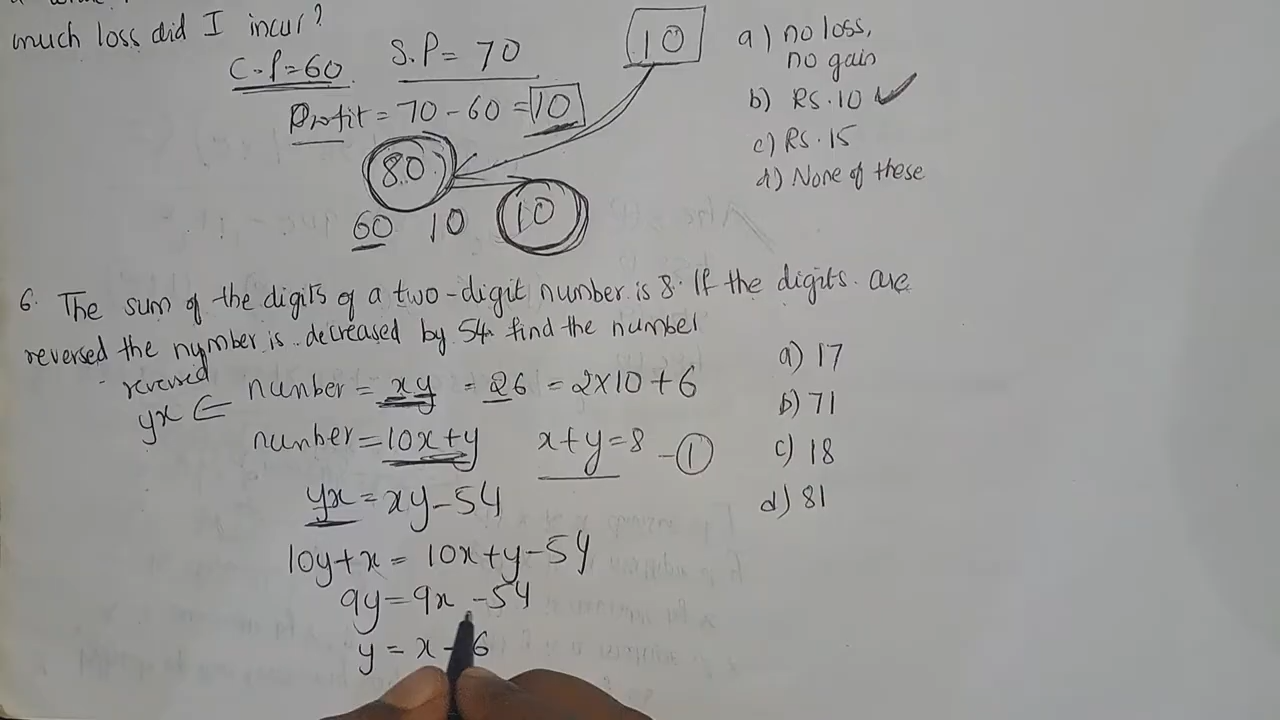 much loss did I incur?
C.P=60 S.P= 70 10
Profit = 70 - 60 = 10
80
60 10 10
a) no loss,
no gain
b) RS.10 ✓
c) RS.15
d) None of these
6. The sum of the digits of a two-digit number is 8. If the digits. are
reversed the number is decreased by 54. find the number
reversed
yx ⇐ number = xy = 26 = 2×10+6
number = 10x+y x+y=8 -①
yx = xy-54
10y+x = 10x+y-54
9y=9x -54
y = x - 6
a) 17
b) 71
c) 18
d) 81